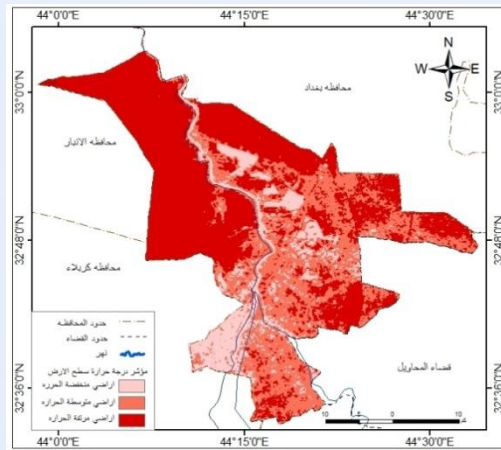 44°0'0"E
44°15'0"E
44°30'0"E
33°0'0"N
32°48'0"N
32°36'0"N
33°0'0"N
32°48'0"N
32°36'0"N
N
W
E
S
محافظه بغداد
محافظه الانبار
محافظه كربلاء
قضاء المحاويل
حدود المحافظه
حدود القضاء
نهر
مؤشر درجة حرارة سطح الارض
اراضي منخفضة الحراره
اراضي متوسطة الحراره
اراضي مرتفعة الحراره
10
5
0
10
44°0'0"E
44°15'0"E
44°30'0"E